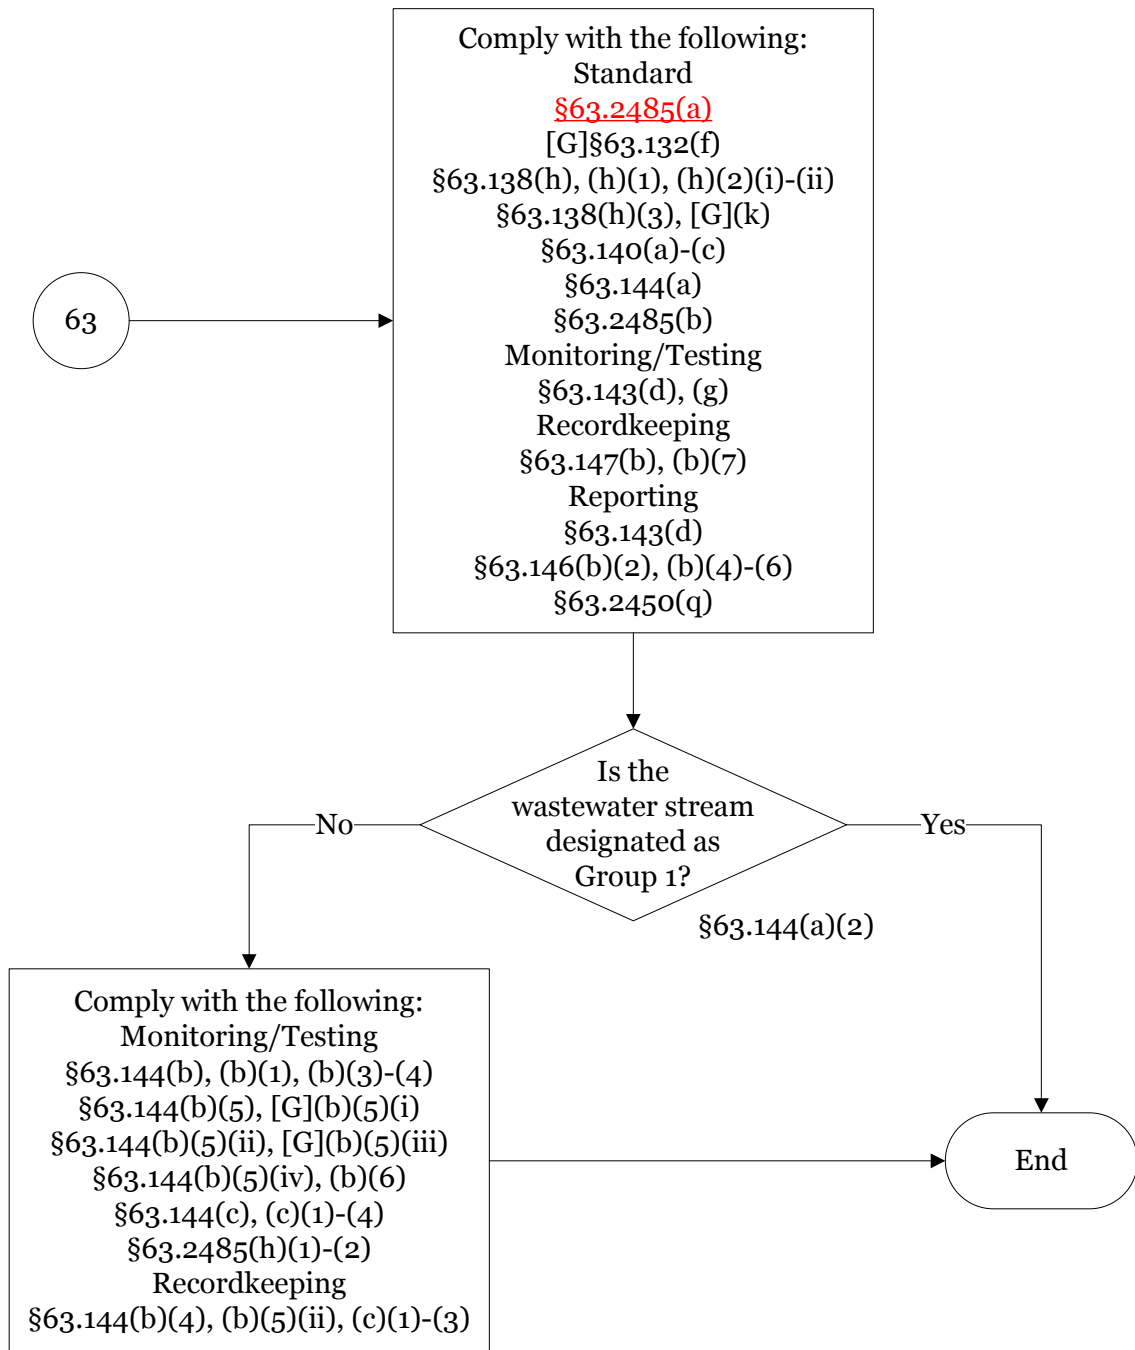 Comply with the following:
Standard
§63.2485(a)
[G]§63.132(f)
§63.138(h), (h)(1), (h)(2)(i)-(ii)
§63.138(h)(3), [G](k)
§63.140(a)-(c)
§63.144(a)
§63.2485(b)
Monitoring/Testing
§63.143(d), (g)
Recordkeeping
§63.147(b), (b)(7)
Reporting
§63.143(d)
§63.146(b)(2), (b)(4)-(6)
§63.2450(q)
63
Is the
wastewater stream
designated as
Group 1?
No
Yes
§63.144(a)(2)
Comply with the following:
Monitoring/Testing
§63.144(b), (b)(1), (b)(3)-(4)
§63.144(b)(5), [G](b)(5)(i)
§63.144(b)(5)(ii), [G](b)(5)(iii)
§63.144(b)(5)(iv), (b)(6)
§63.144(c), (c)(1)-(4)
§63.2485(h)(1)-(2)
Recordkeeping
§63.144(b)(4), (b)(5)(ii), (c)(1)-(3)
End